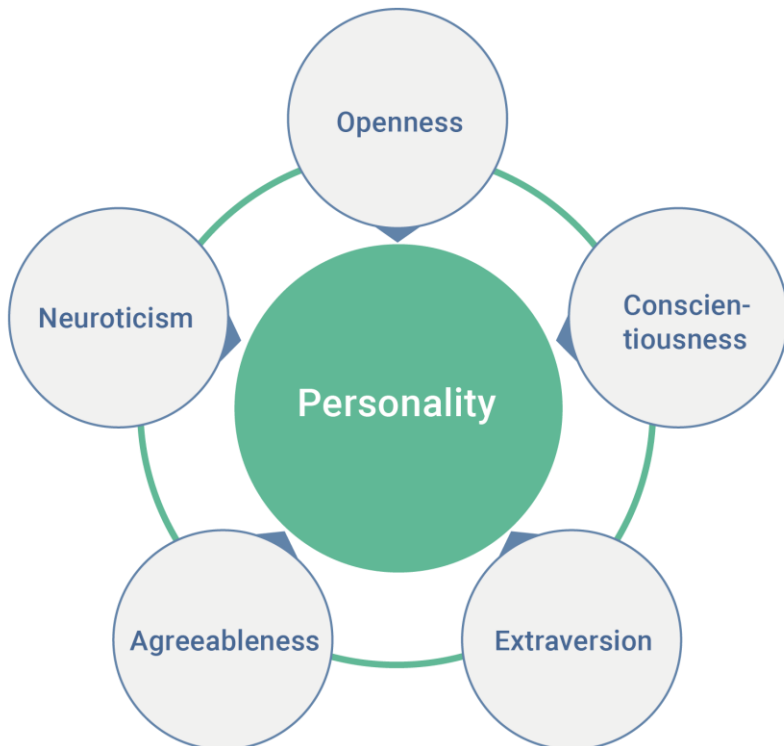 Openness
Conscien-
tiousness
Extraversion
Agreeableness
Neuroticism
Personality